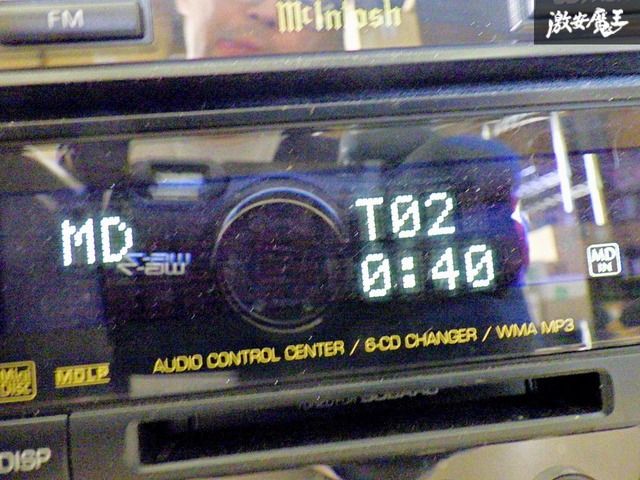 激安魔王
FM
McIntosh
MD
T02
0:40
MD IN
AUDIO CONTROL CENTER / 6-CD CHANGER / WMA MP3
MDLP
DISP